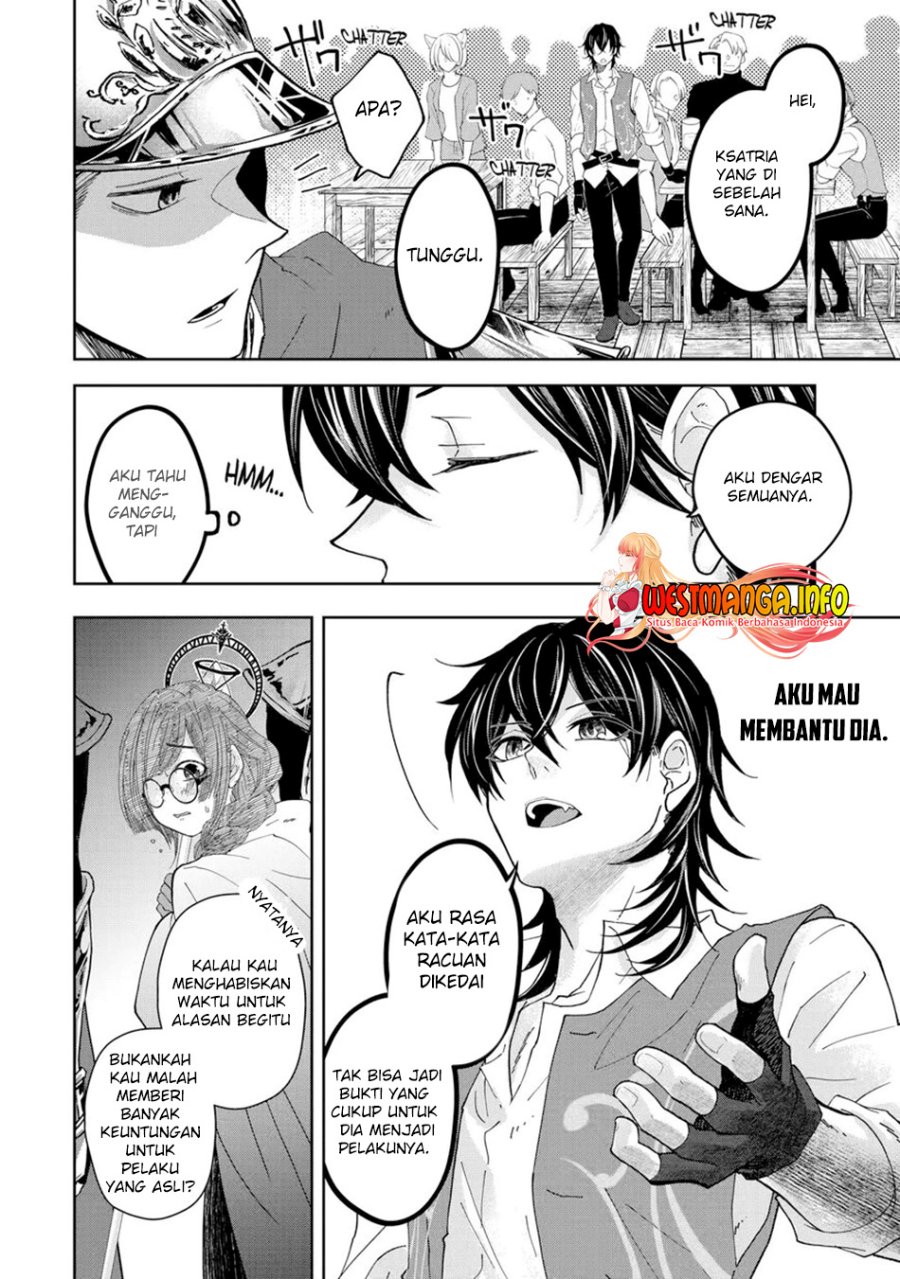 HEI,
KSATRIA
YANG DI
SEBELAH
SANA.
CHATTER
ザワ
CHATTER
ザワ
CHATTER
TUNGGU.
APA?
AKU DENGAR
SEMUANYA.
HMM...
AKU TAHU
MENG-
GANGGU,
TAPI
WESTMANGA.INFO
Situs Baca Komik Berbahasa Indonesia
AKU MAU
MEMBANTU DIA.
AKU RASA
KATA-KATA
RACUAN
DIKEDAI
TAK BISA JADI
BUKTI YANG
CUKUP UNTUK
DIA MENJADI
PELAKUNYA.
NYATANYA
KALAU KAU
MENGHABISKAN
WAKTU UNTUK
ALASAN BEGITU
BUKANKAH
KAU MALAH
MEMBERI
BANYAK
KEUNTUNGAN
UNTUK
PELAKU
YANG ASLI?